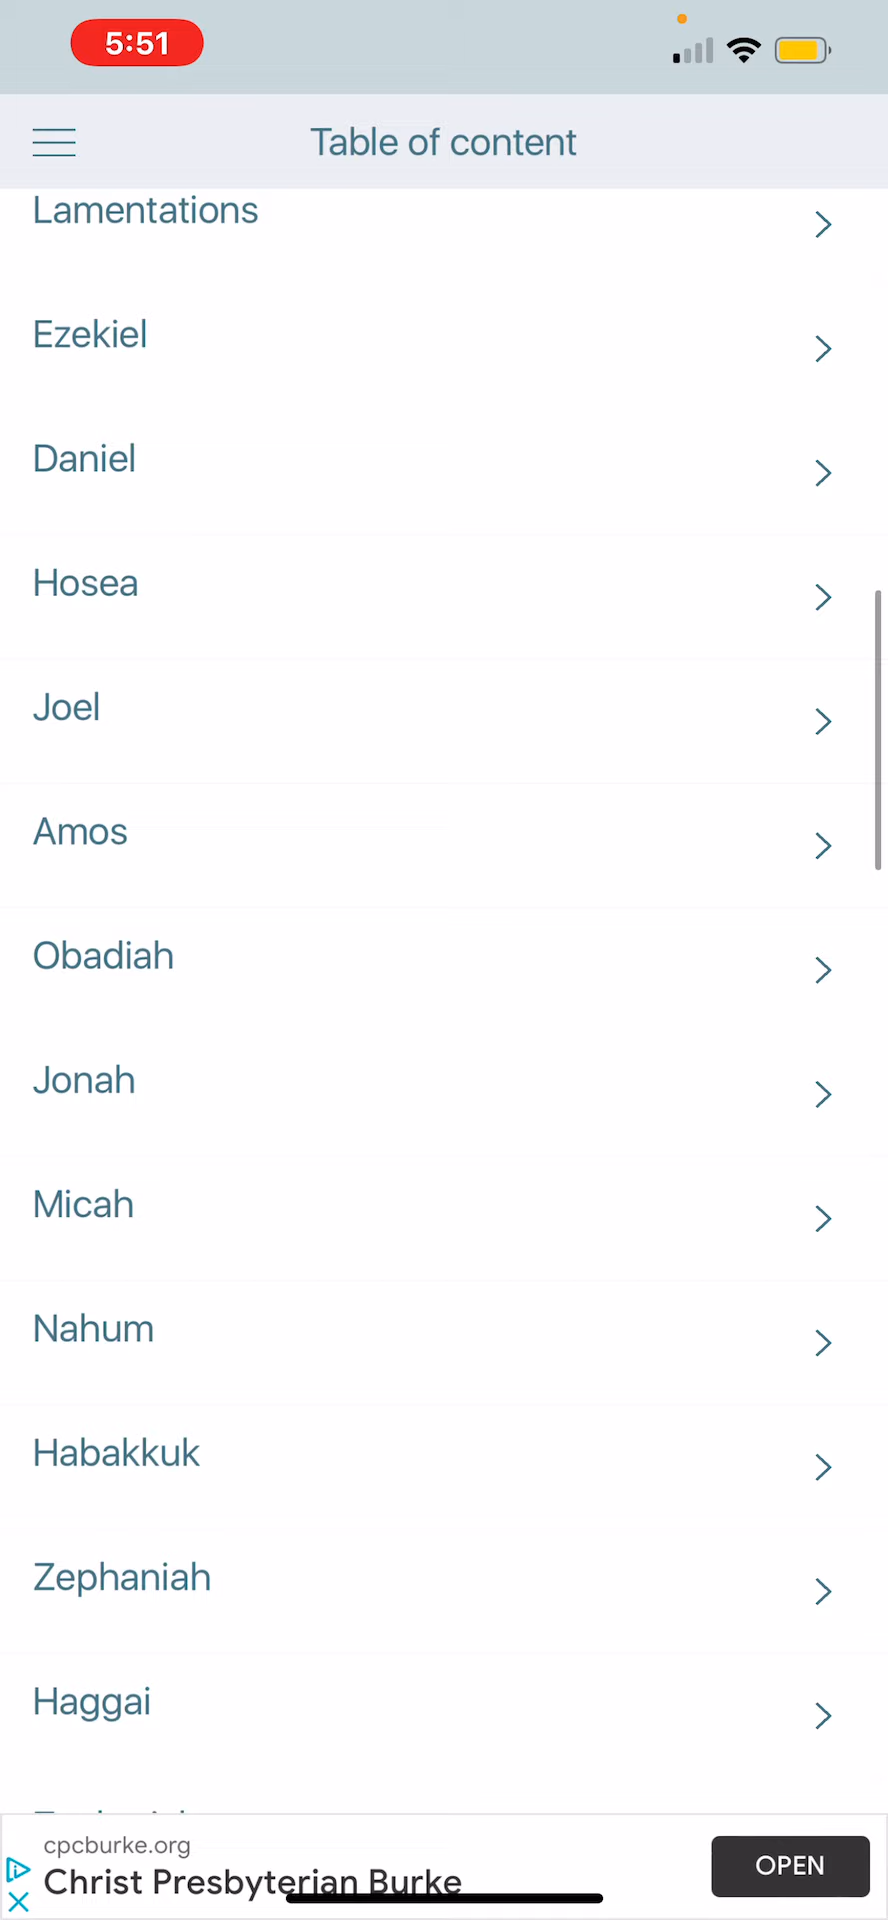 5:51
Table of content
Lamentations
Ezekiel
Daniel
Hosea
Joel
Amos
Obadiah
Jonah
Micah
Nahum
Habakkuk
Zephaniah
Haggai
cpcburke.org
Christ Presbyterian Burke
OPEN